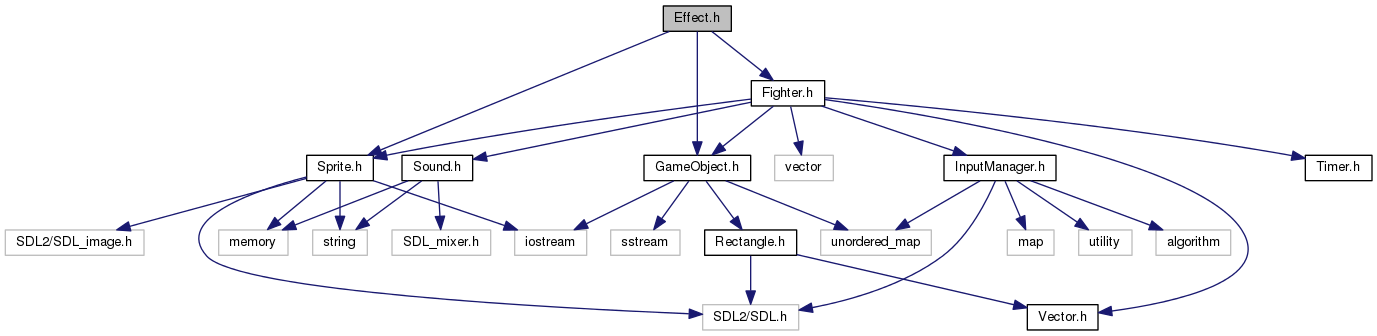 Effect.h
Fighter.h
Sprite.h
Sound.h
GameObject.h
vector
InputManager.h
Timer.h
SDL2/SDL_image.h
memory
string
SDL_mixer.h
iostream
sstream
Rectangle.h
unordered_map
map
utility
algorithm
SDL2/SDL.h
Vector.h